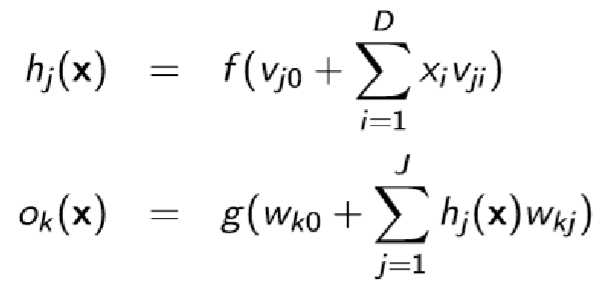 h_j(𝐱) = f(v_{j0} + \sum_{i=1}^{D} x_i v_{ji})
o_k(𝐱) = g(w_{k0} + \sum_{j=1}^{J} h_j(𝐱)w_{kj})